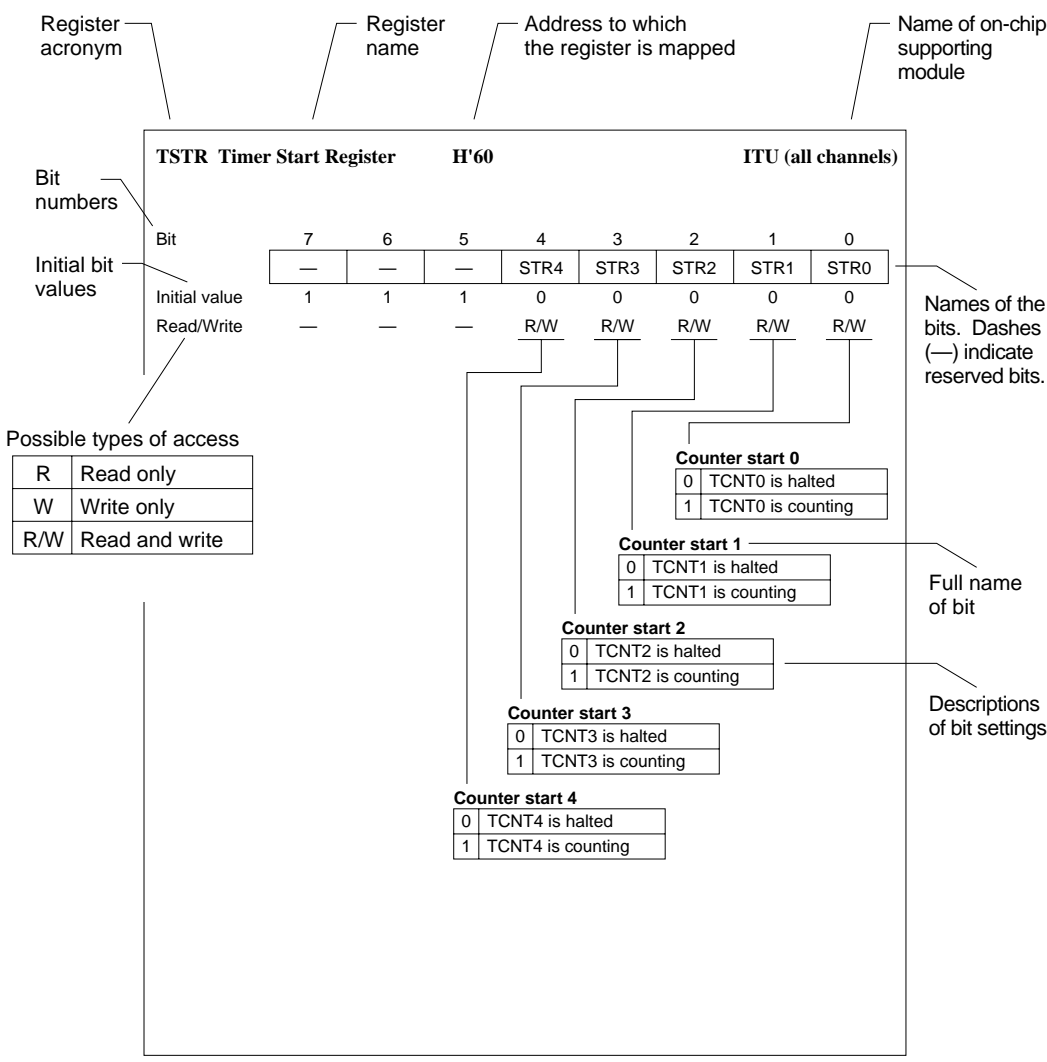 Register
acronym
Register
name
Address to which
the register is mapped
Name of on-chip
supporting
module
TSTR Timer Start Register H'60 ITU (all channels)
Bit
numbers
Bit 7 6 5 4 3 2 1 0
— — — STR4 STR3 STR2 STR1 STR0
Initial bit
values
Initial value 1 1 1 0 0 0 0 0
Read/Write — — — R/W R/W R/W R/W R/W
Names of the
bits. Dashes
(—) indicate
reserved bits.
Possible types of access
R Read only
W Write only
R/W Read and write
Counter start 0
0 TCNT0 is halted
1 TCNT0 is counting
Counter start 1
0 TCNT1 is halted
1 TCNT1 is counting
Full name
of bit
Counter start 2
0 TCNT2 is halted
1 TCNT2 is counting
Descriptions
of bit settings
Counter start 3
0 TCNT3 is halted
1 TCNT3 is counting
Counter start 4
0 TCNT4 is halted
1 TCNT4 is counting